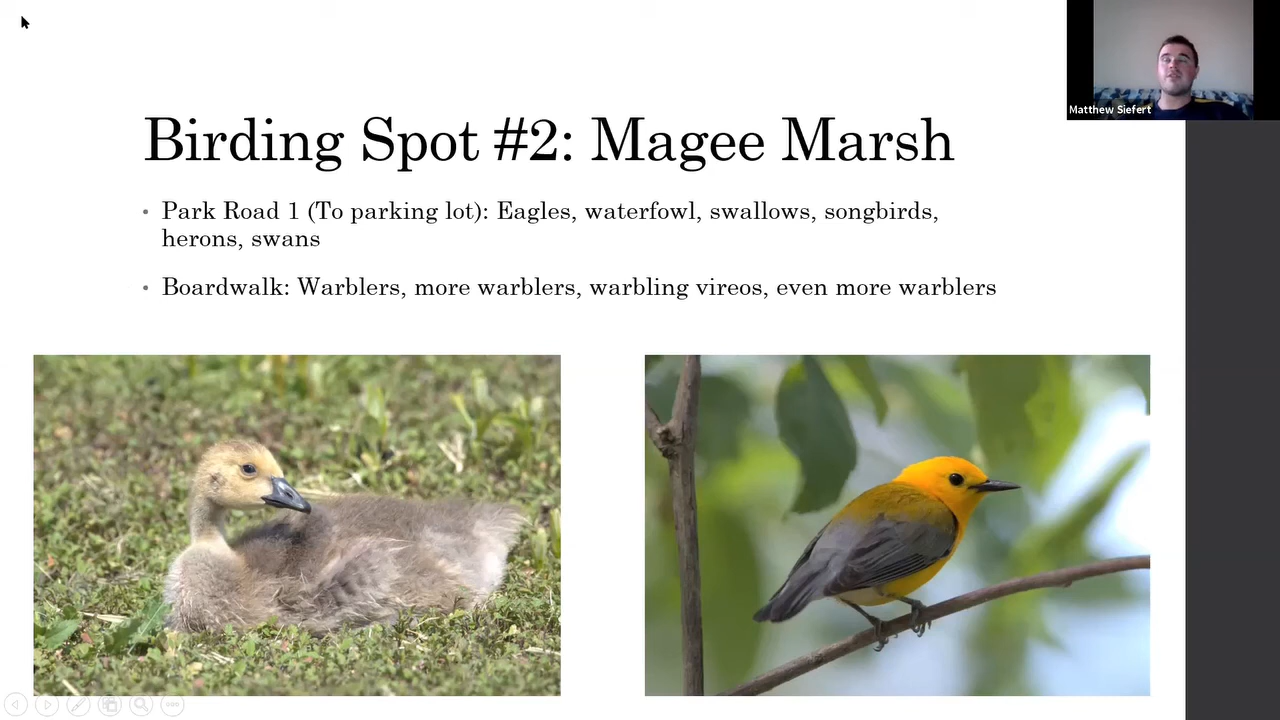 Matthew Siefert
Birding Spot #2: Magee Marsh
• Park Road 1 (To parking lot): Eagles, waterfowl, swallows, songbirds,
herons, swans
• Boardwalk: Warblers, more warblers, warbling vireos, even more warblers